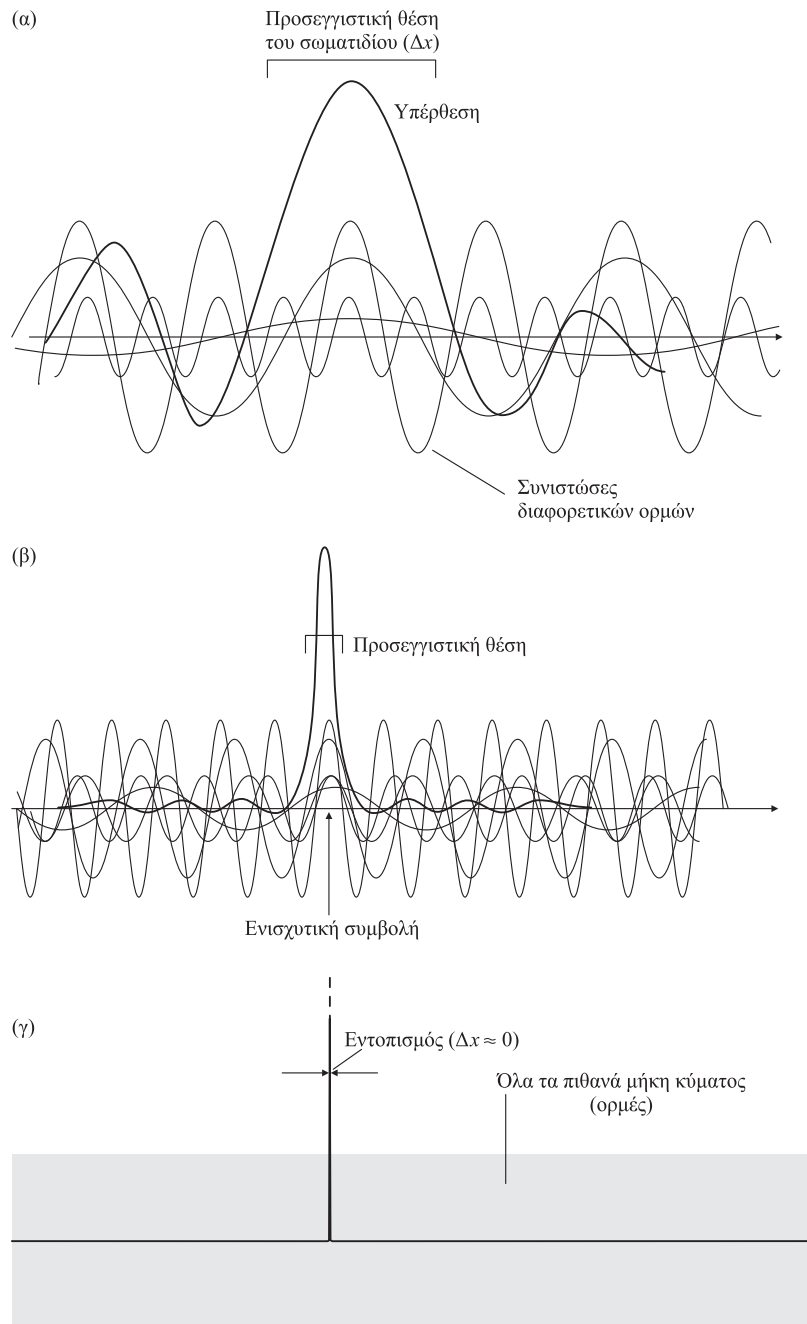 (α)
Προσεγγιστική θέση
του σωματιδίου (Δx)
Υπέρθεση
Συνιστώσες
διαφορετικών ορμών
(β)
Προσεγγιστική θέση
Ενισχυτική συμβολή
(γ)
Εντοπισμός (Δx ≈ 0)
Όλα τα πιθανά μήκη κύματος
(ορμές)